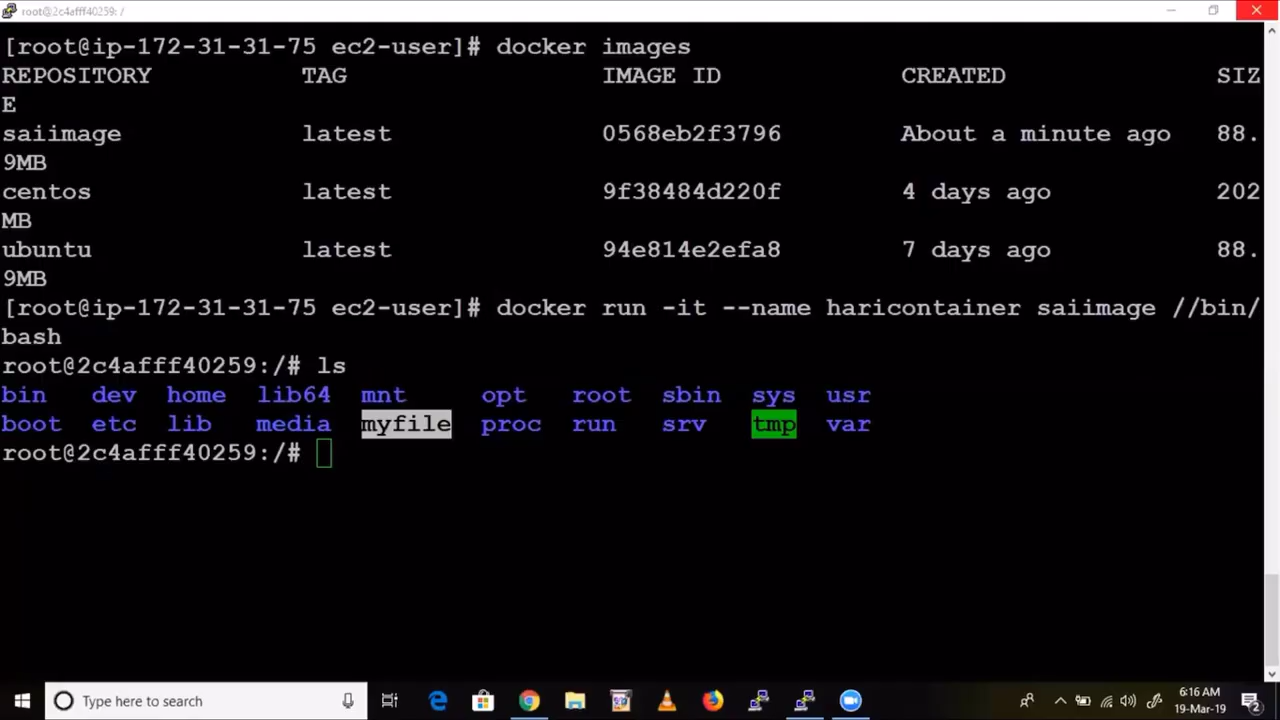 root@2c4afff40259: /
[root@ip-172-31-31-75 ec2-user]# docker images
REPOSITORY TAG IMAGE ID CREATED SIZ
E
saiimage latest 0568eb2f3796 About a minute ago 88.
9MB
centos latest 9f38484d220f 4 days ago 202
MB
ubuntu latest 94e814e2efa8 7 days ago 88.
9MB
[root@ip-172-31-31-75 ec2-user]# docker run -it --name haricontainer saiimage //bin/
bash
root@2c4afff40259:/# ls
bin dev home lib64 mnt opt root sbin sys usr
boot etc lib media myfile proc run srv tmp var
root@2c4afff40259:/#
Type here to search
6:16 AM
19-Mar-19
2